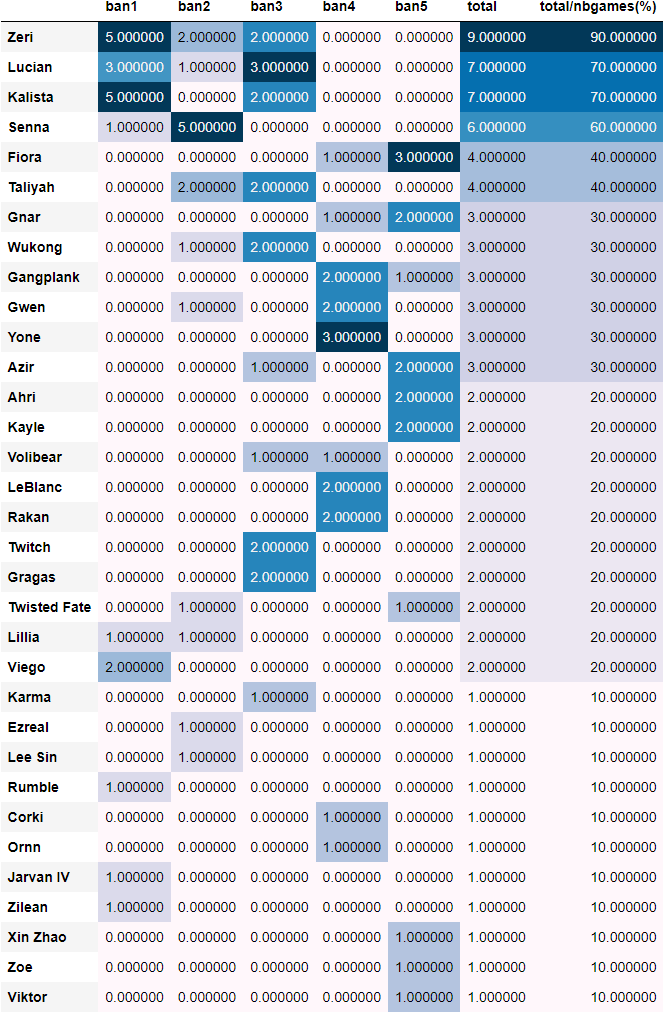 ban1 ban2 ban3 ban4 ban5 total total/nbgames(%)
Zeri 5.000000 2.000000 2.000000 0.000000 0.000000 9.000000 90.000000
Lucian 3.000000 1.000000 3.000000 0.000000 0.000000 7.000000 70.000000
Kalista 5.000000 0.000000 2.000000 0.000000 0.000000 7.000000 70.000000
Senna 1.000000 5.000000 0.000000 0.000000 0.000000 6.000000 60.000000
Fiora 0.000000 0.000000 0.000000 1.000000 3.000000 4.000000 40.000000
Taliyah 0.000000 2.000000 2.000000 0.000000 0.000000 4.000000 40.000000
Gnar 0.000000 0.000000 0.000000 1.000000 2.000000 3.000000 30.000000
Wukong 0.000000 1.000000 2.000000 0.000000 0.000000 3.000000 30.000000
Gangplank 0.000000 0.000000 0.000000 2.000000 1.000000 3.000000 30.000000
Gwen 0.000000 1.000000 0.000000 2.000000 0.000000 3.000000 30.000000
Yone 0.000000 0.000000 0.000000 3.000000 0.000000 3.000000 30.000000
Azir 0.000000 0.000000 1.000000 0.000000 2.000000 3.000000 30.000000
Ahri 0.000000 0.000000 0.000000 0.000000 2.000000 2.000000 20.000000
Kayle 0.000000 0.000000 0.000000 0.000000 2.000000 2.000000 20.000000
Volibear 0.000000 0.000000 1.000000 1.000000 0.000000 2.000000 20.000000
LeBlanc 0.000000 0.000000 0.000000 2.000000 0.000000 2.000000 20.000000
Rakan 0.000000 0.000000 0.000000 2.000000 0.000000 2.000000 20.000000
Twitch 0.000000 0.000000 2.000000 0.000000 0.000000 2.000000 20.000000
Gragas 0.000000 0.000000 2.000000 0.000000 0.000000 2.000000 20.000000
Twisted Fate 0.000000 1.000000 0.000000 0.000000 1.000000 2.000000 20.000000
Lillia 1.000000 1.000000 0.000000 0.000000 0.000000 2.000000 20.000000
Viego 2.000000 0.000000 0.000000 0.000000 0.000000 2.000000 20.000000
Karma 0.000000 0.000000 1.000000 0.000000 0.000000 1.000000 10.000000
Ezreal 0.000000 1.000000 0.000000 0.000000 0.000000 1.000000 10.000000
Lee Sin 0.000000 1.000000 0.000000 0.000000 0.000000 1.000000 10.000000
Rumble 1.000000 0.000000 0.000000 0.000000 0.000000 1.000000 10.000000
Corki 0.000000 0.000000 0.000000 1.000000 0.000000 1.000000 10.000000
Ornn 0.000000 0.000000 0.000000 1.000000 0.000000 1.000000 10.000000
Jarvan IV 1.000000 0.000000 0.000000 0.000000 0.000000 1.000000 10.000000
Zilean 1.000000 0.000000 0.000000 0.000000 0.000000 1.000000 10.000000
Xin Zhao 0.000000 0.000000 0.000000 0.000000 1.000000 1.000000 10.000000
Zoe 0.000000 0.000000 0.000000 0.000000 1.000000 1.000000 10.000000
Viktor 0.000000 0.000000 0.000000 0.000000 1.000000 1.000000 10.000000